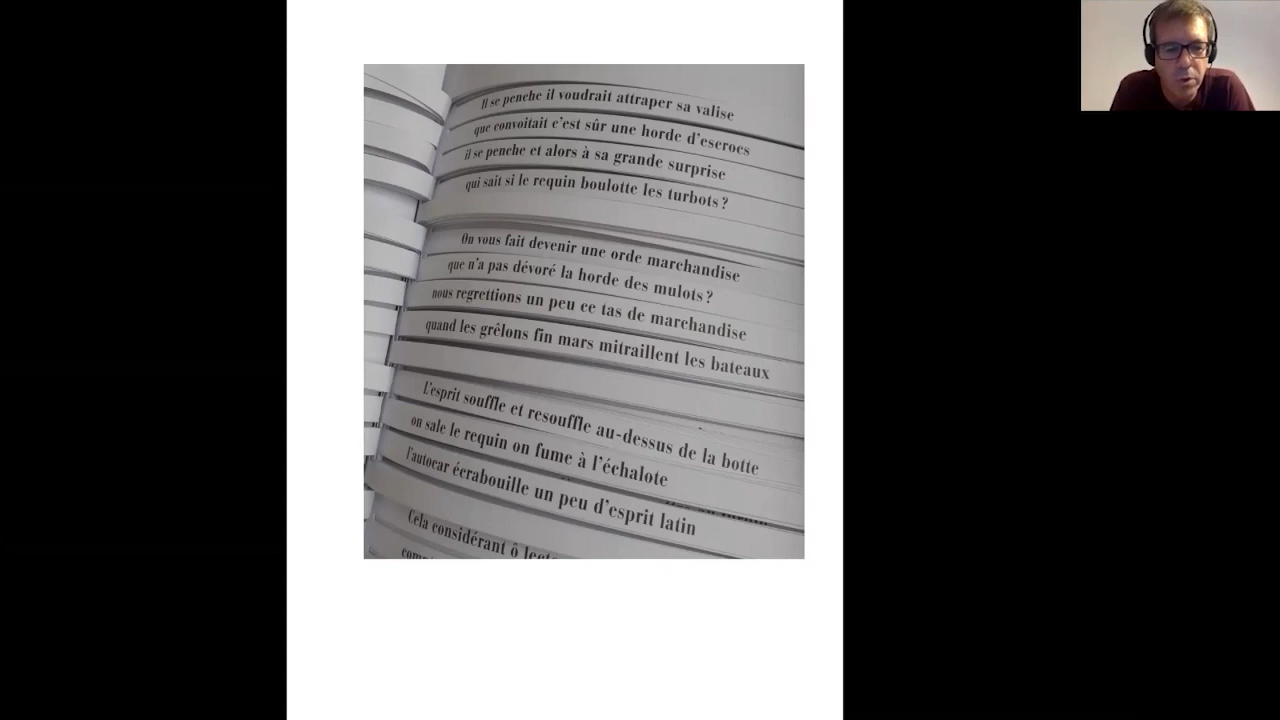 Il se penche il voudrait attraper sa valise
que convoitait c'est sûr une horde d'escrocs
il se penche et alors à sa grande surprise
qui sait si le requin boulotte les turbots ?
On vous fait devenir une orde marchandise
que n'a pas dévoré la horde des mulots ?
nous regrettions un peu ce tas de marchandise
quand les grêlons fin mars mitraillent les bateaux
L'esprit souffle et resouffle au-dessus de la botte
on sale le requin on fume à l'échalote
l'autocar écrabouille un peu d'esprit latin
Cela considérant ô